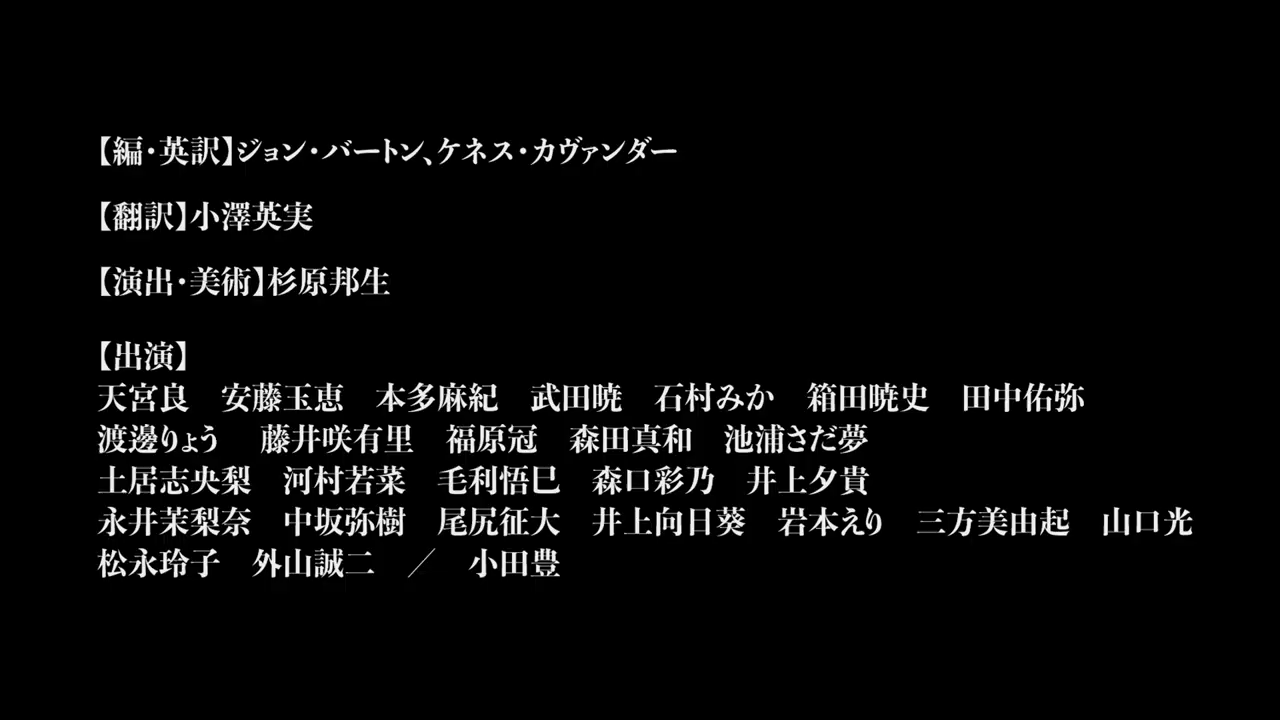 【編・英訳】ジョン・バートン、ケネス・カヴァンダー
【翻訳】小澤英実
【演出・美術】杉原邦生
【出演】
天宮良　安藤玉恵　本多麻紀　武田暁　石村みか　箱田暁史　田中佑弥
渡邊りょう　藤井咲有里　福原冠　森田真和　池浦さだ夢
土居志央梨　河村若菜　毛利悟巳　森口彩乃　井上夕貴
永井茉梨奈　中坂弥樹　尾尻征大　井上向日葵　岩本えり　三方美由起　山口光
松永玲子　外山誠二　／　小田豊